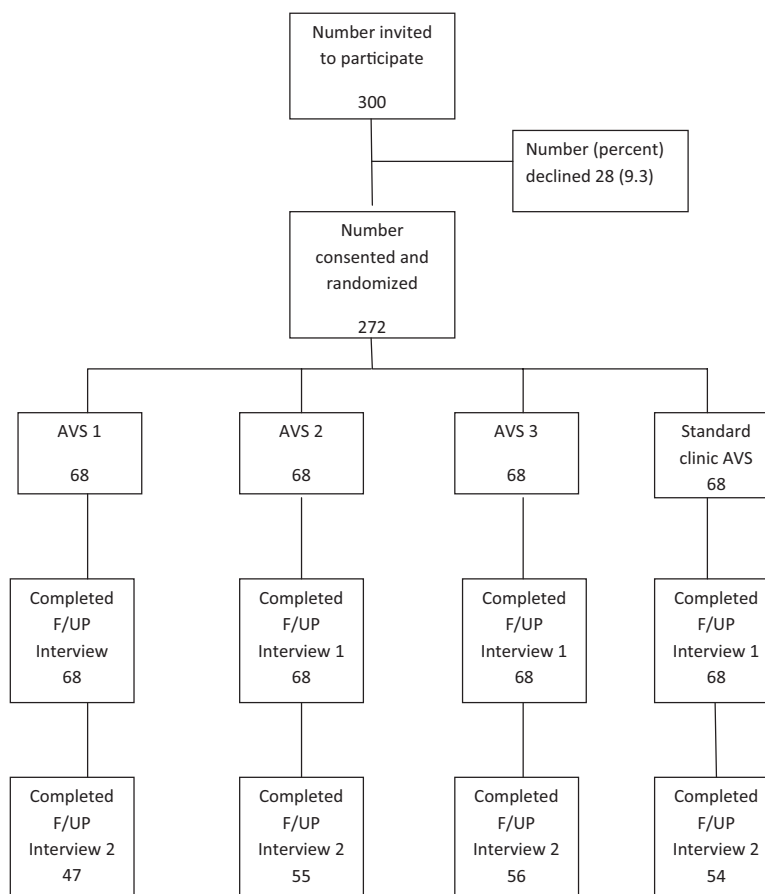 Number invited
to participate
300
Number (percent)
declined 28 (9.3)
Number
consented and
randomized
272
AVS 1
68
AVS 2
68
AVS 3
68
Standard
clinic AVS
68
Completed
F/UP
Interview
68
Completed
F/UP
Interview 1
68
Completed
F/UP
Interview 1
68
Completed
F/UP
Interview 1
68
Completed
F/UP
Interview 2
47
Completed
F/UP
Interview 2
55
Completed
F/UP
Interview 2
56
Completed
F/UP
Interview 2
54